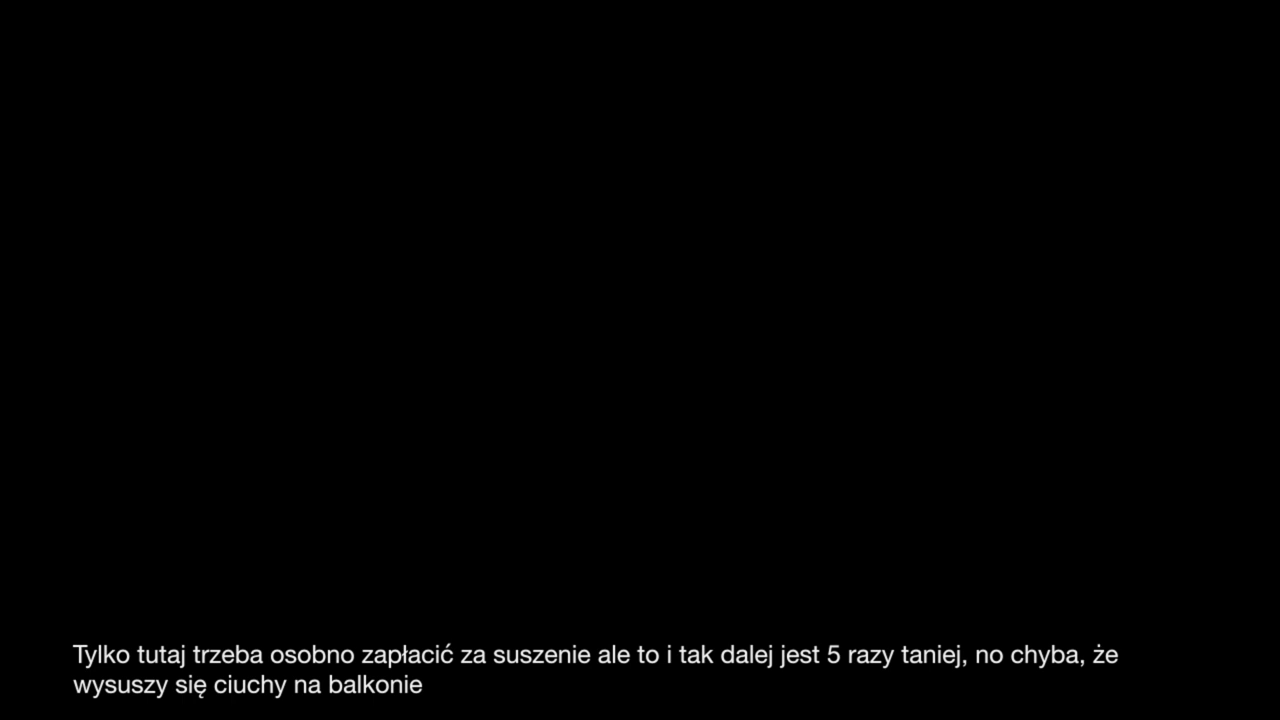 Tylko tutaj trzeba osobno zapłacić za suszenie ale to i tak dalej jest 5 razy taniej, no chyba, że
wysuszy się ciuchy na balkonie